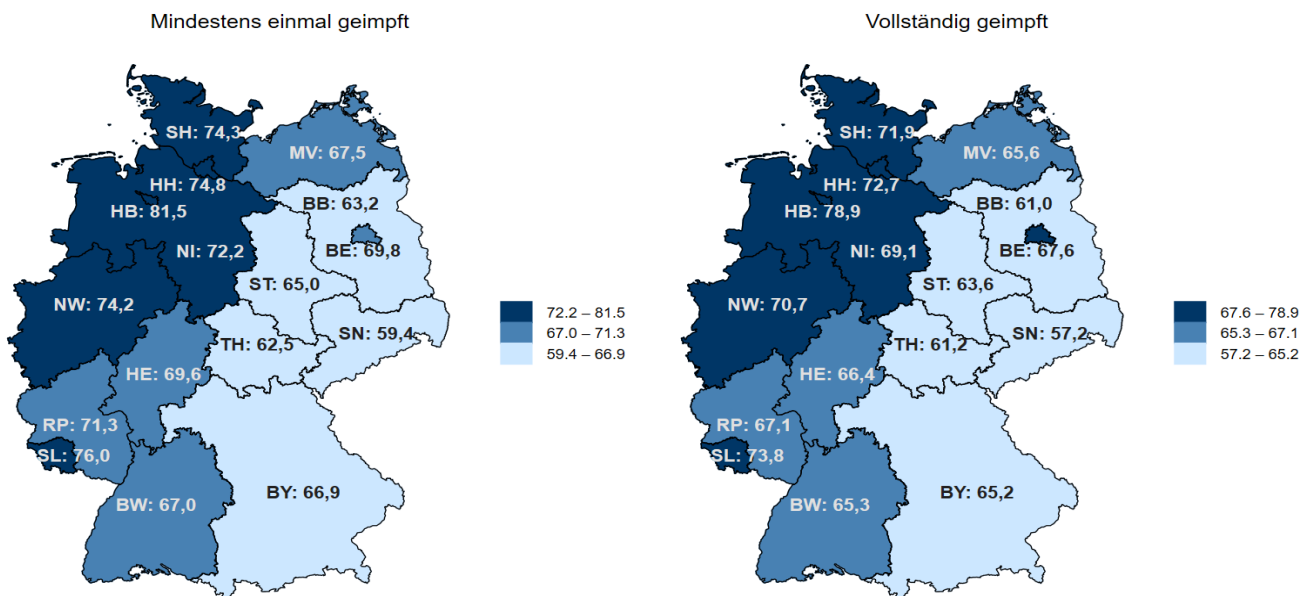 Mindestens einmal geimpft
SH: 74,3
MV: 67,5
HH: 74,8
BB: 63,2
HB: 81,5
NI: 72,2
BE: 69,8
ST: 65,0
NW: 74,2
SN: 59,4
TH: 62,5
HE: 69,6
RP: 71,3
SL: 76,0
BY: 66,9
BW: 67,0
72.2 – 81.5
67.0 – 71.3
59.4 – 66.9
Vollständig geimpft
SH: 71,9
MV: 65,6
HH: 72,7
BB: 61,0
HB: 78,9
NI: 69,1
BE: 67,6
ST: 63,6
NW: 70,7
SN: 57,2
TH: 61,2
HE: 66,4
RP: 67,1
SL: 73,8
BY: 65,2
BW: 65,3
67.6 – 78.9
65.3 – 67.1
57.2 – 65.2